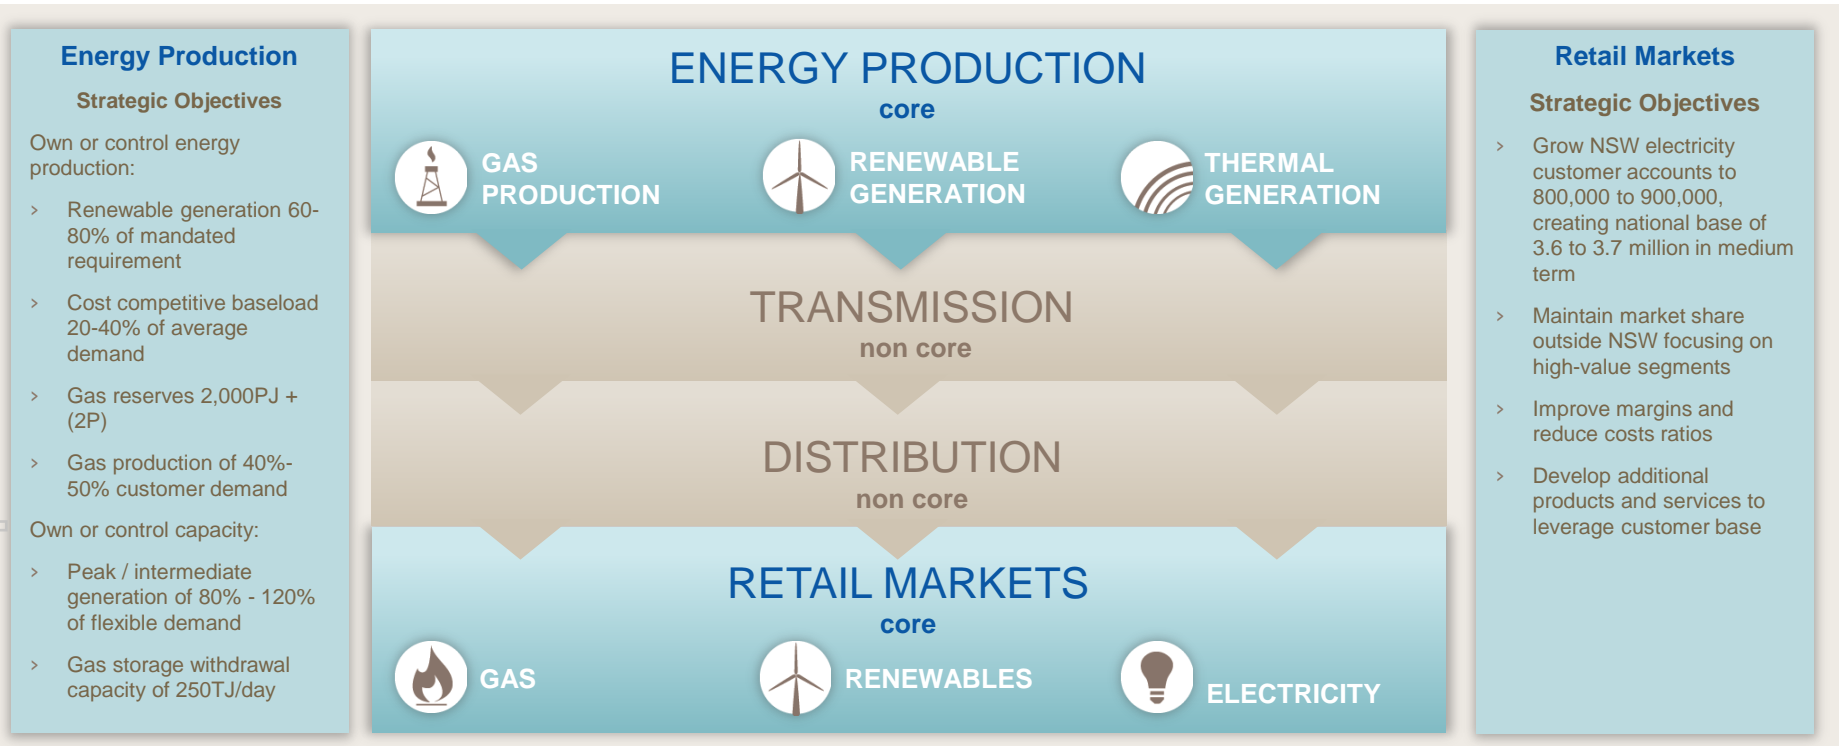 Energy Production
Strategic Objectives
Own or control energy
production:
› Renewable generation 60-
80% of mandated
requirement
› Cost competitive baseload
20-40% of average
demand
› Gas reserves 2,000PJ +
(2P)
› Gas production of 40%-
50% customer demand
Own or control capacity:
› Peak / intermediate
generation of 80% - 120%
of flexible demand
› Gas storage withdrawal
capacity of 250TJ/day
ENERGY PRODUCTION
core
GAS
PRODUCTION
RENEWABLE
GENERATION
THERMAL
GENERATION
TRANSMISSION
non core
DISTRIBUTION
non core
RETAIL MARKETS
core
GAS
RENEWABLES
ELECTRICITY
Retail Markets
Strategic Objectives
› Grow NSW electricity
customer accounts to
800,000 to 900,000,
creating national base of
3.6 to 3.7 million in medium
term
› Maintain market share
outside NSW focusing on
high-value segments
› Improve margins and
reduce costs ratios
› Develop additional
products and services to
leverage customer base